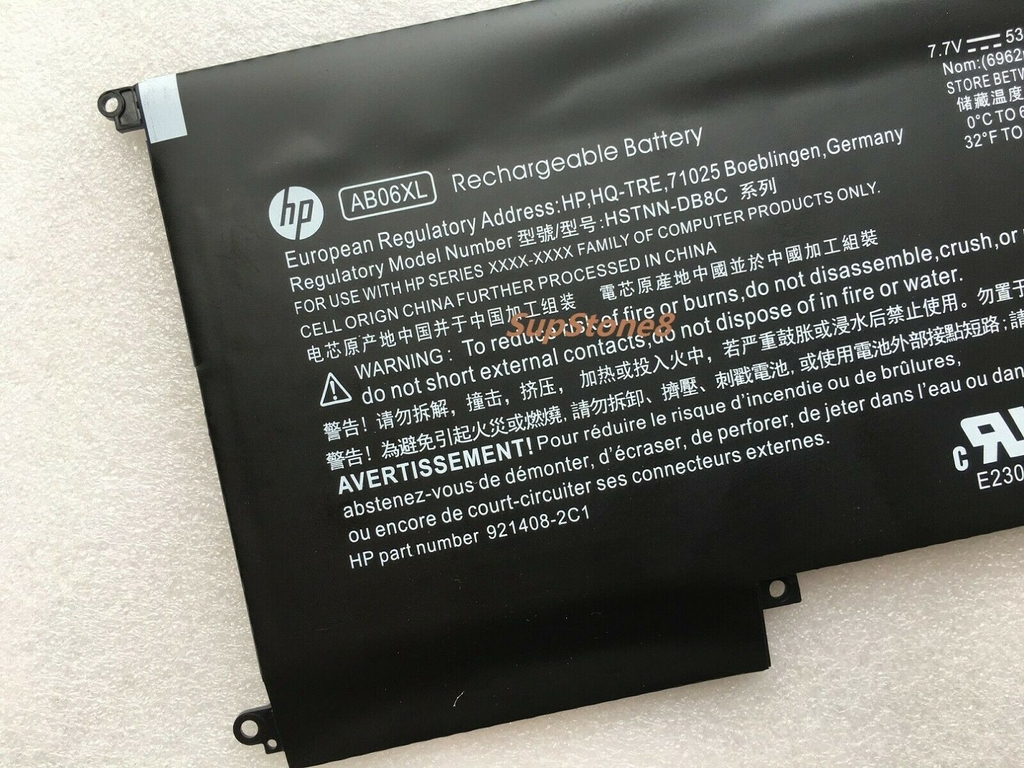 7.7V ⎓ 53
Nom:(6962
STORE BETW
储藏温度
0°C TO 6
32°F TO
hp AB06XL Rechargeable Battery
European Regulatory Address:HP,HQ-TRE,71025 Boeblingen,Germany
Regulatory Model Number 型號/型号:HSTNN-DB8C 系列
FOR USE WITH HP SERIES XXXX-XXXX FAMILY OF COMPUTER PRODUCTS ONLY.
CELL ORIGN CHINA FURTHER PROCESSED IN CHINA
电芯原产地中国并于中国加工组装 電芯原產地中國並於中國加工組裝
WARNING: To reduce of fire or burns,do not disassemble,crush,or
do not short external contacts,do not dispose of in fire or water.
警告!请勿拆解，撞击，挤压，加热或投入火中，若严重鼓胀或浸水后禁止使用。勿置于
警告!為避免引起火災或燃燒,請勿拆卸、擠壓、刺戳電池,或使用電池外部接點短路;請
AVERTISSEMENT! Pour réduire le risque d'incendie ou de brûlures,
abstenez-vous de démonter, d'écraser, de perforer, de jeter dans l'eau ou dan
ou encore de court-circuiter ses connecteurs externes.
HP part number 921408-2C1
c RU
E230
SupStone8